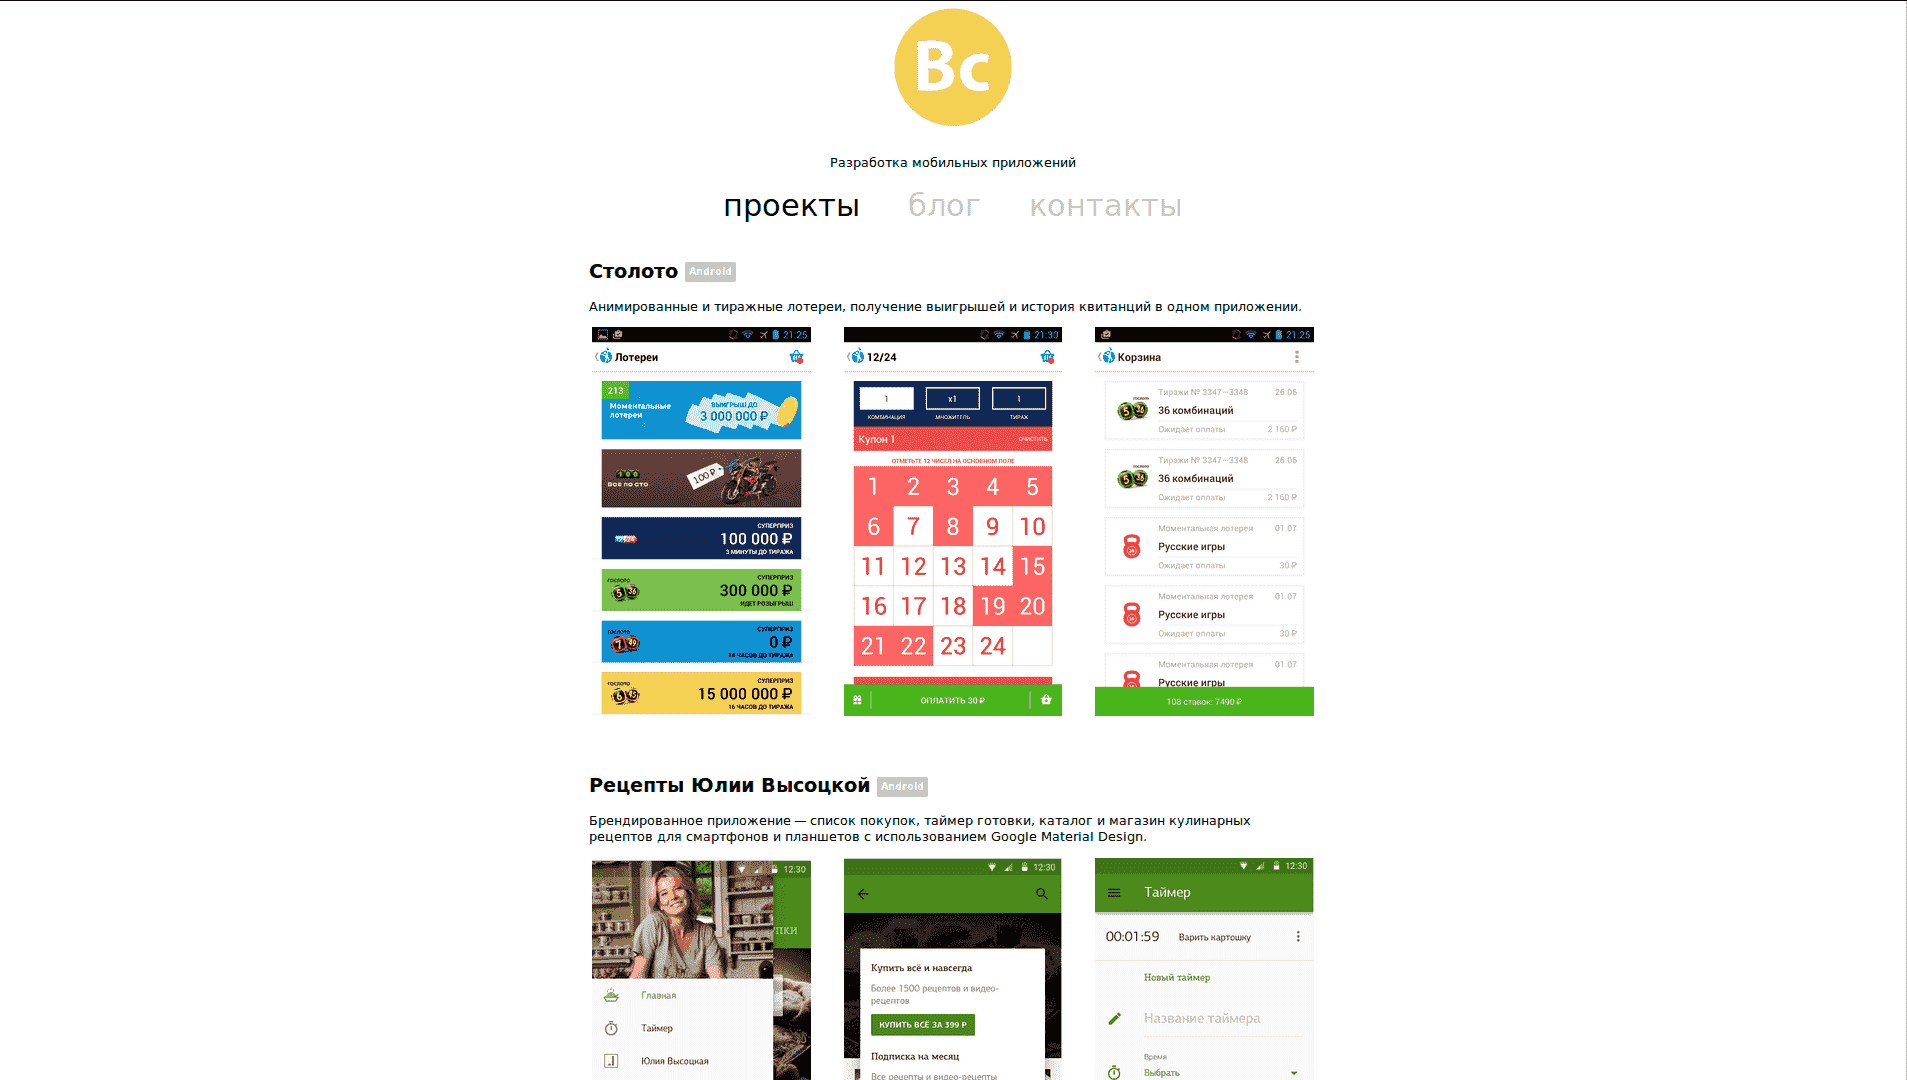 Bc
Разработка мобильных приложений
проекты блог контакты
Столото Android
Анимированные и тиражные лотереи, получение выигрышей и история квитанций в одном приложении.
21:25
Лотереи
213
Моментальные лотереи
ВЫИГРЫШ ДО
3 000 000 ₽
100 ₽
ВСЁ ПО СТО
СУПЕРПРИЗ
100 000 ₽
3 МИНУТЫ ДО ТИРАЖА
ГОСЛОТО
5 36
СУПЕРПРИЗ
300 000 ₽
ИДЕТ РОЗЫГРЫШ
ГОСЛОТО
7 49
СУПЕРПРИЗ
0 ₽
14 ЧАСОВ ДО ТИРАЖА
ГОСЛОТО
6 45
СУПЕРПРИЗ
15 000 000 ₽
16 ЧАСОВ ДО ТИРАЖА
21:30
12/24
1 x1 1
КОМБИНАЦИЯ МНОЖИТЕЛЬ ТИРАЖ
Купон 1 ОЧИСТИТЬ
ОТМЕТЬТЕ 12 ЧИСЕЛ НА ОСНОВНОМ ПОЛЕ
1 2 3 4 5
6 7 8 9 10
11 12 13 14 15
16 17 18 19 20
21 22 23 24
ОПЛАТИТЬ 30 ₽
21:25
Корзина
Тиражи № 3347—3348 26.06
36 комбинаций
Ожидает оплаты 2 160 ₽
Тиражи № 3347—3348 26.06
36 комбинаций
Ожидает оплаты 2 160 ₽
Моментальная лотерея 01.07
Русские игры
Ожидает оплаты 30 ₽
Моментальная лотерея 01.07
Русские игры
Ожидает оплаты 30 ₽
Моментальная лотерея 01.07
Русские игры
108 ставок: 7490 ₽
Рецепты Юлии Высоцкой Android
Брендированное приложение — список покупок, таймер готовки, каталог и магазин кулинарных
рецептов для смартфонов и планшетов с использованием Google Material Design.
12:30
Главная
Таймер
Юлия Высоцкая
12:30
Купить всё и навсегда
Более 1500 рецептов и видео-
рецептов
КУПИТЬ ВСЁ ЗА 399 Р
Подписка на месяц
Все рецепты и видео-рецепты
12:30
Таймер
00:01:59 Варить картошку
Новый таймер
Название таймера
Время
Выбрать